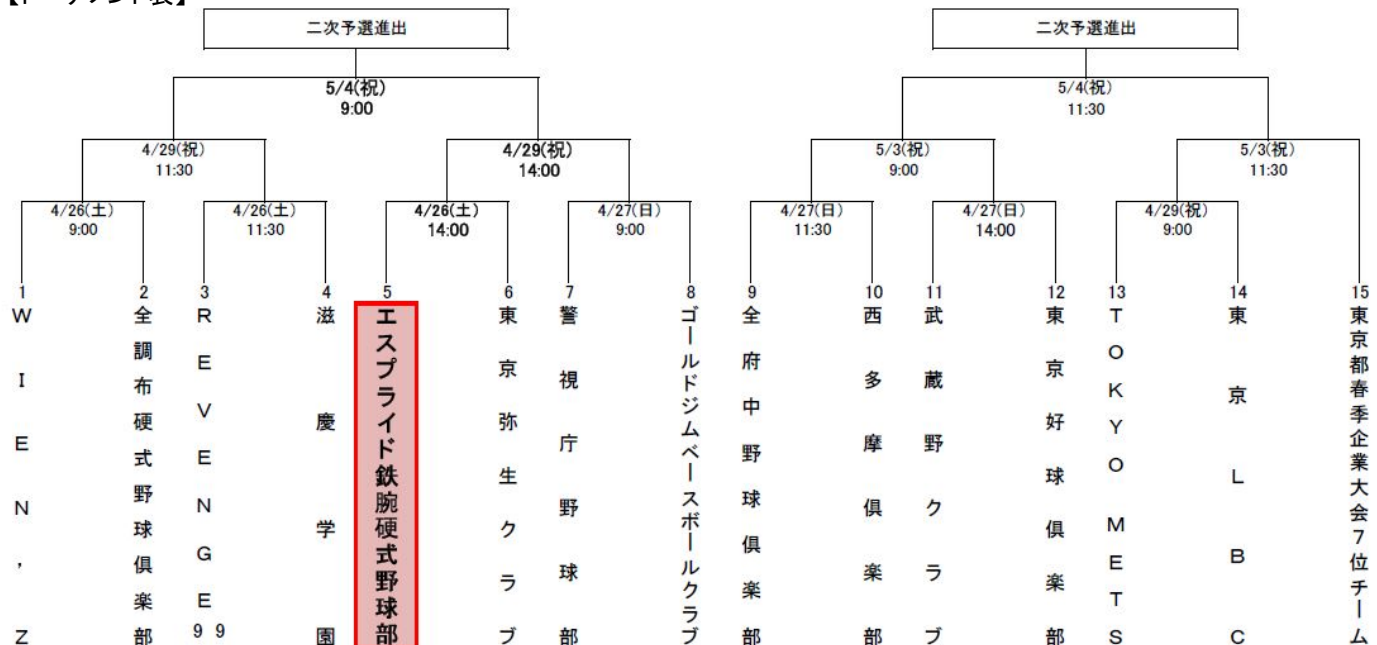 【トーナメント表】
二次予選進出
二次予選進出
5/4(祝)
9:00
5/4(祝)
11:30
4/29(祝)
11:30
4/29(祝)
14:00
5/3(祝)
9:00
5/3(祝)
11:30
4/26(土)
9:00
4/26(土)
11:30
4/26(土)
14:00
4/27(日)
9:00
4/27(日)
11:30
4/27(日)
14:00
4/29(祝)
9:00
1
WIEN,Z
2
全調布硬式野球倶楽部
3
REVENGE99
4
滋慶学園
5
エスプライド鉄腕硬式野球部
6
東京弥生クラブ
7
警視庁野球部
8
ゴールドジムベースボールクラブ
9
全府中野球倶楽部
10
西多摩倶楽部
11
武蔵野クラブ
12
東京好球倶楽部
13
TOKYO METS
14
東京LBC
15
東京都春季企業大会7位チーム